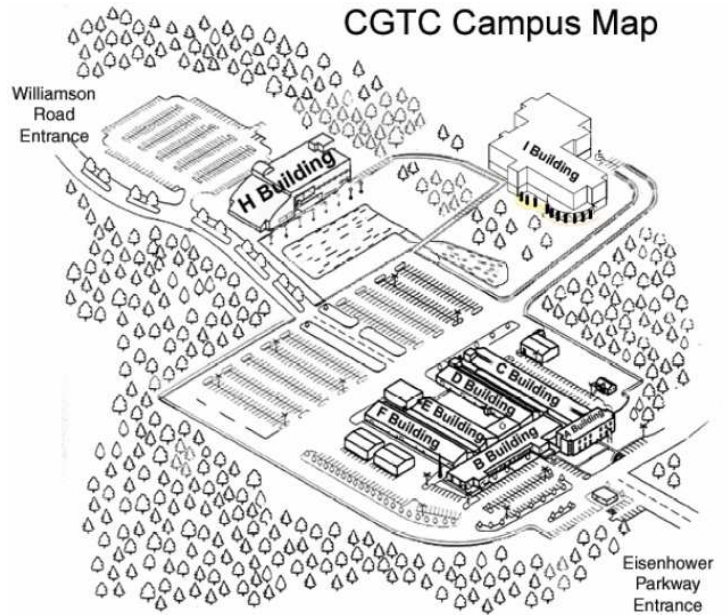 CGTC Campus Map
Williamson
Road
Entrance
H Building
I Building
C Building
D Building
E Building
F Building
A Building
B Building
Eisenhower
Parkway
Entrance